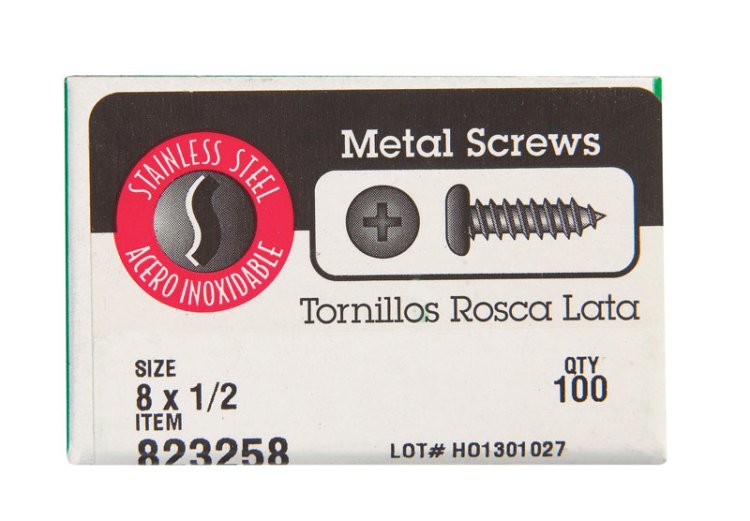 STAINLESS STEEL
ACERO INOXIDABLE
Metal Screws
Tornillos Rosca Lata
SIZE
8 x 1/2
QTY
100
ITEM
823258
LOT# HO1301027